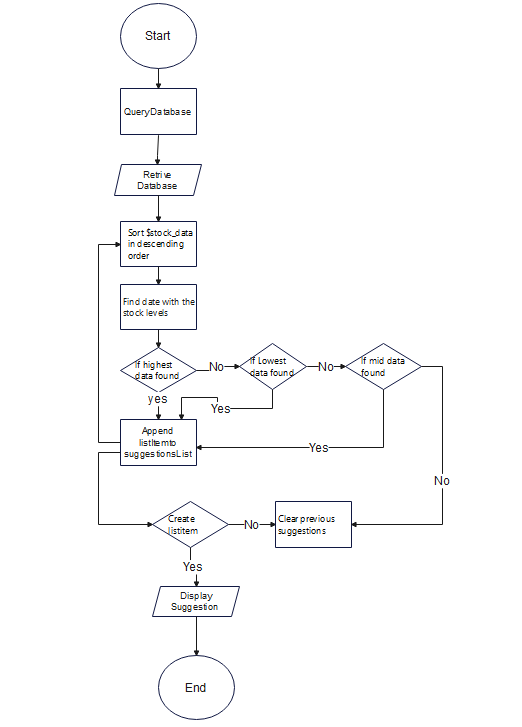 Start
QueryDatabase
Retrive
Database
Sort $stock_data
in descending
order
Find date with the
stock levels
If highest
data found
No
If Lowest
data found
No
If mid data
found
yes
Yes
Append
listItemto
suggestionsList
Yes
No
Create
listitem
No
Clear previous
suggestions
Yes
Display
Suggestion
End